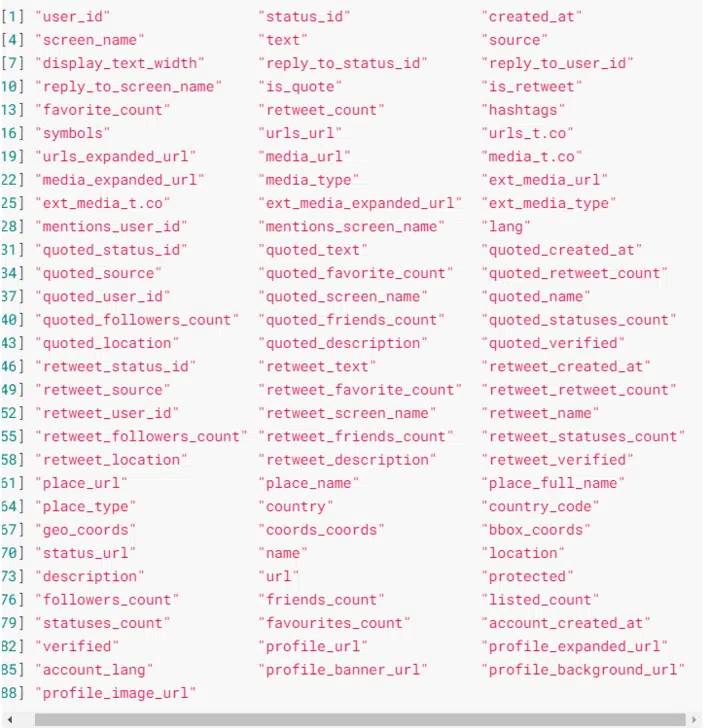 [1] "user_id" "status_id" "created_at"
[4] "screen_name" "text" "source"
[7] "display_text_width" "reply_to_status_id" "reply_to_user_id"
10] "reply_to_screen_name" "is_quote" "is_retweet"
13] "favorite_count" "retweet_count" "hashtags"
16] "symbols" "urls_url" "urls_t.co"
19] "urls_expanded_url" "media_url" "media_t.co"
22] "media_expanded_url" "media_type" "ext_media_url"
25] "ext_media_t.co" "ext_media_expanded_url" "ext_media_type"
28] "mentions_user_id" "mentions_screen_name" "lang"
31] "quoted_status_id" "quoted_text" "quoted_created_at"
34] "quoted_source" "quoted_favorite_count" "quoted_retweet_count"
37] "quoted_user_id" "quoted_screen_name" "quoted_name"
40] "quoted_followers_count" "quoted_friends_count" "quoted_statuses_count"
43] "quoted_location" "quoted_description" "quoted_verified"
46] "retweet_status_id" "retweet_text" "retweet_created_at"
49] "retweet_source" "retweet_favorite_count" "retweet_retweet_count"
52] "retweet_user_id" "retweet_screen_name" "retweet_name"
55] "retweet_followers_count" "retweet_friends_count" "retweet_statuses_count"
58] "retweet_location" "retweet_description" "retweet_verified"
61] "place_url" "place_name" "place_full_name"
64] "place_type" "country" "country_code"
67] "geo_coords" "coords_coords" "bbox_coords"
70] "status_url" "name" "location"
73] "description" "url" "protected"
76] "followers_count" "friends_count" "listed_count"
79] "statuses_count" "favourites_count" "account_created_at"
82] "verified" "profile_url" "profile_expanded_url"
85] "account_lang" "profile_banner_url" "profile_background_url"
88] "profile_image_url"